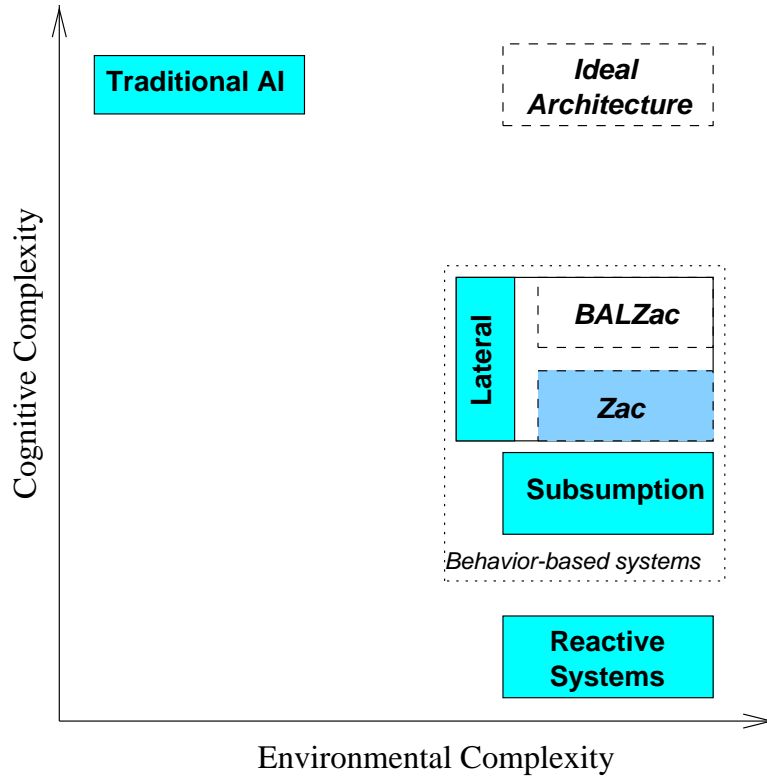 Traditional AI
Ideal
Architecture
Cognitive Complexity
Lateral
BALZac
Zac
Subsumption
Behavior-based systems
Reactive
Systems
Environmental Complexity